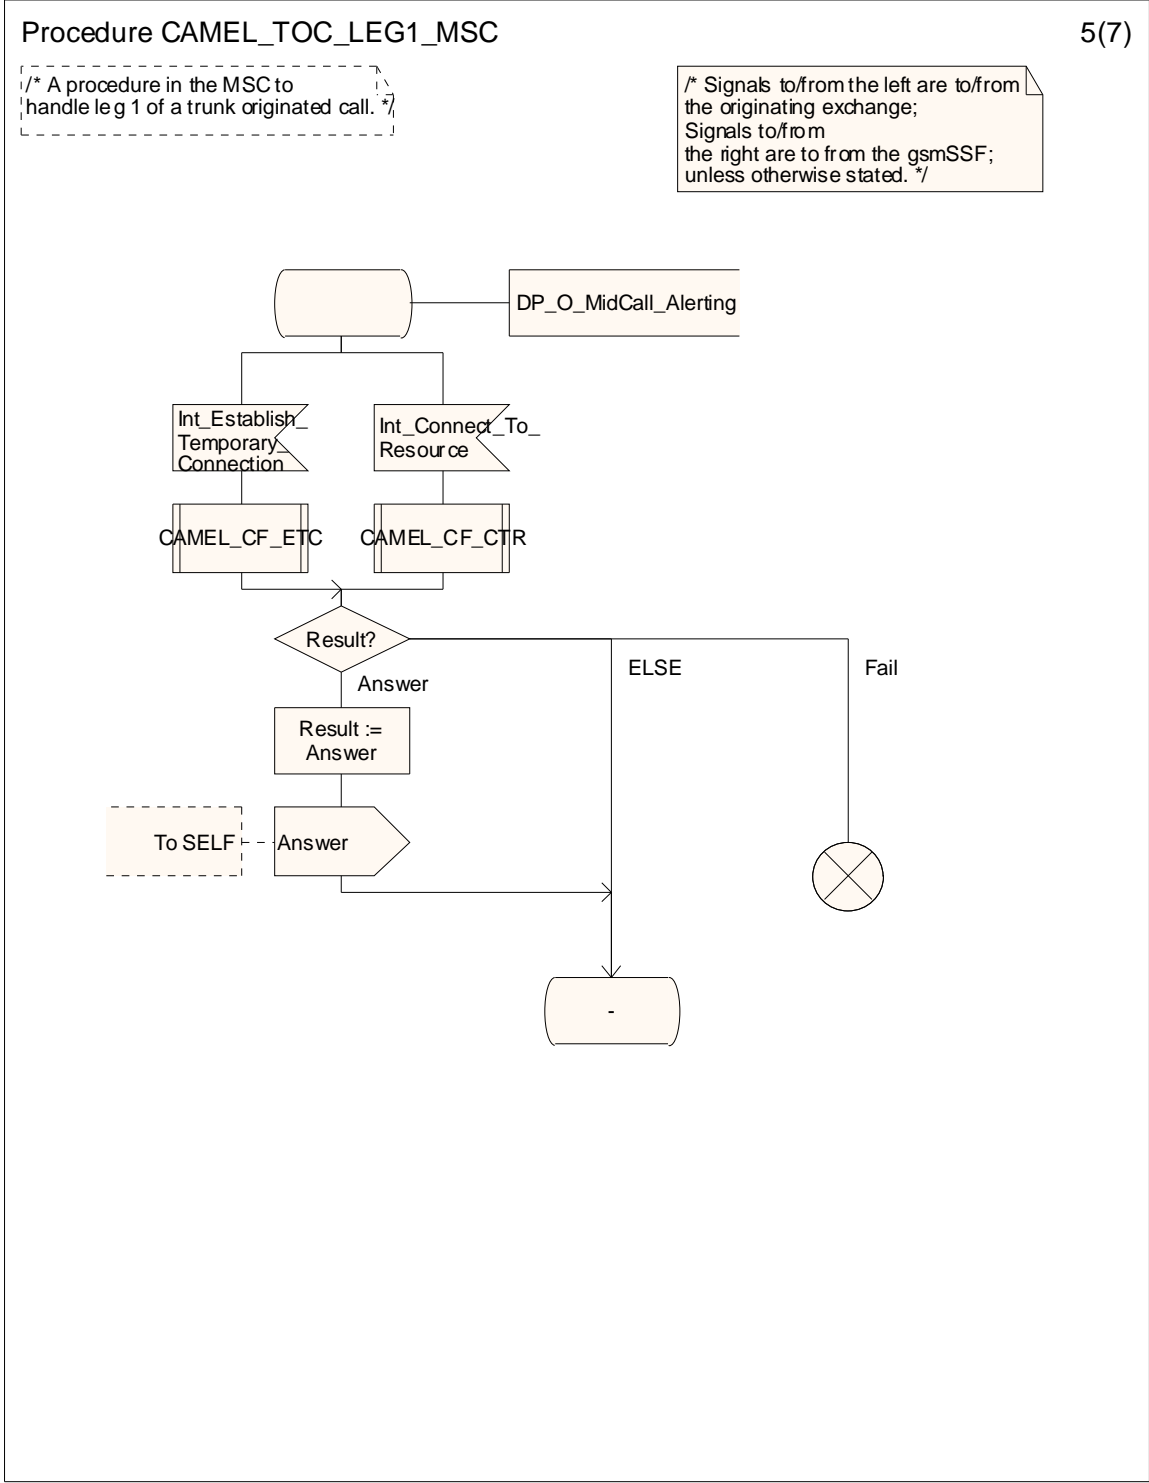 Procedure CAMEL_TOC_LEG1_MSC
5(7)
/* A procedure in the MSC to
handle leg 1 of a trunk originated call. */
/* Signals to/from the left are to/from
the originating exchange;
Signals to/from
the right are to from the gsmSSF;
unless otherwise stated. */
DP_O_MidCall_Alerting
Int_Establish_
Temporary_
Connection
Int_Connect_To_
Resource
CAMEL_CF_ETC
CAMEL_CF_CTR
Result?
ELSE
Fail
Answer
Result :=
Answer
To SELF
Answer
-